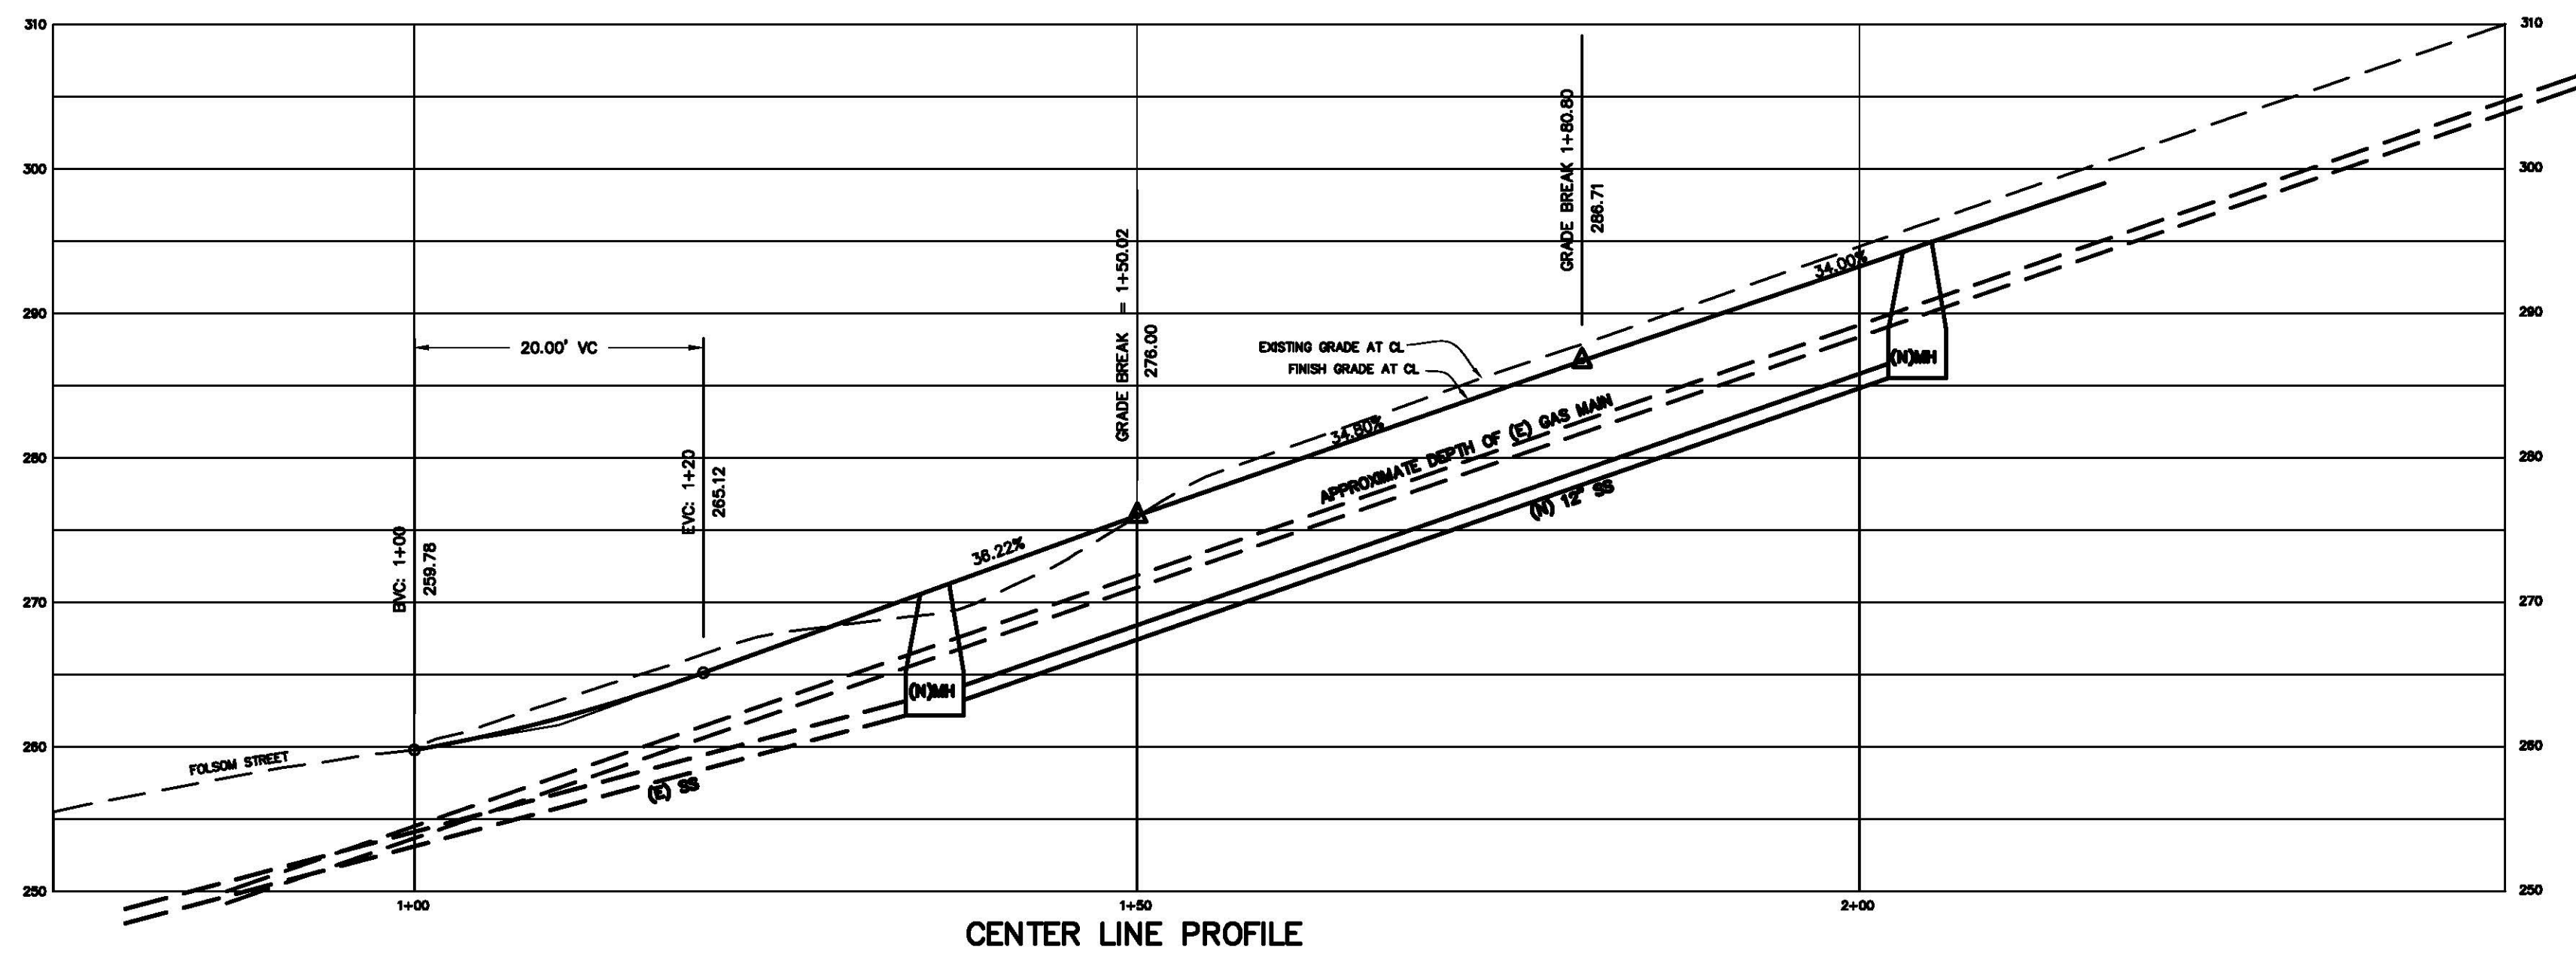 310
310
300
300
290
290
280
280
270
270
260
260
250
250
GRADE BREAK 1+80.80
286.71
GRADE BREAK = 1+50.02
276.00
34.00%
20.00' VC
EXISTING GRADE AT CL
FINISH GRADE AT CL
(N)MH
34.80%
APPROXIMATE DEPTH OF (E) GAS MAIN
(N) 12" SS
EVC: 1+20
265.12
BVC: 1+00
259.78
36.22%
(N)MH
FOLSOM STREET
(E) SS
1+00
1+50
2+00
CENTER LINE PROFILE